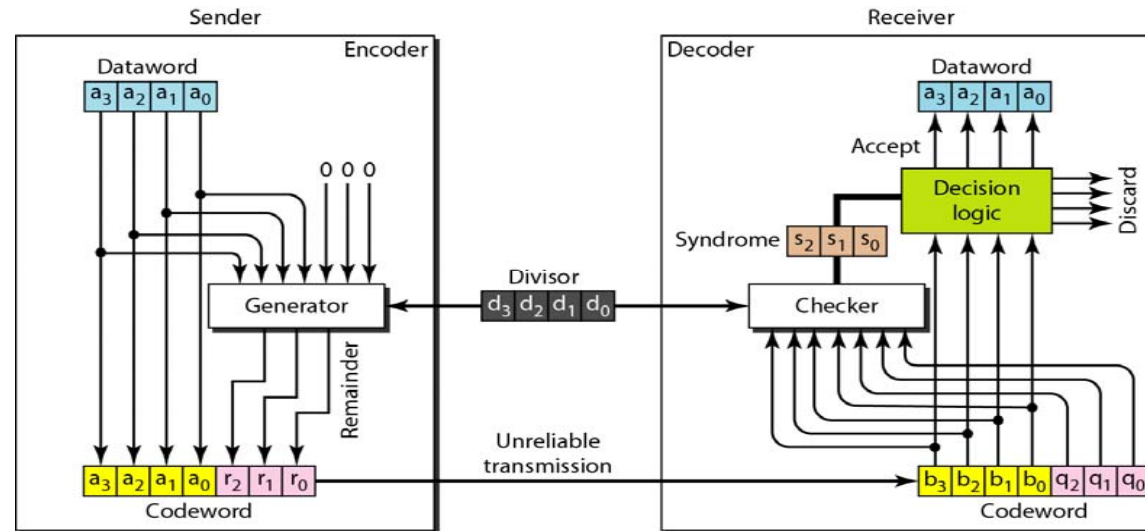 Sender
Receiver
Encoder
Decoder
Dataword
a3 a2 a1 a0
0 0 0
Generator
Remainder
a3 a2 a1 a0 r2 r1 r0
Codeword
Divisor
d3 d2 d1 d0
Unreliable
transmission
Dataword
a3 a2 a1 a0
Accept
Decision
logic
Discard
Syndrome
s2 s1 s0
Checker
b3 b2 b1 b0 q2 q1 q0
Codeword